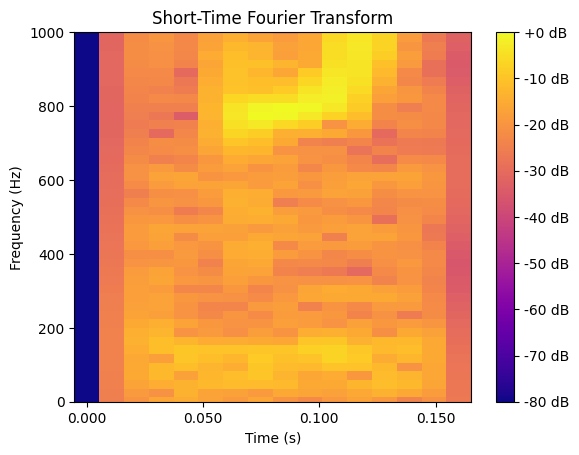 Short-Time Fourier Transform
1000
800
600
400
200
0
Frequency (Hz)
0.000
0.050
0.100
0.150
Time (s)
+0 dB
-10 dB
-20 dB
-30 dB
-40 dB
-50 dB
-60 dB
-70 dB
-80 dB